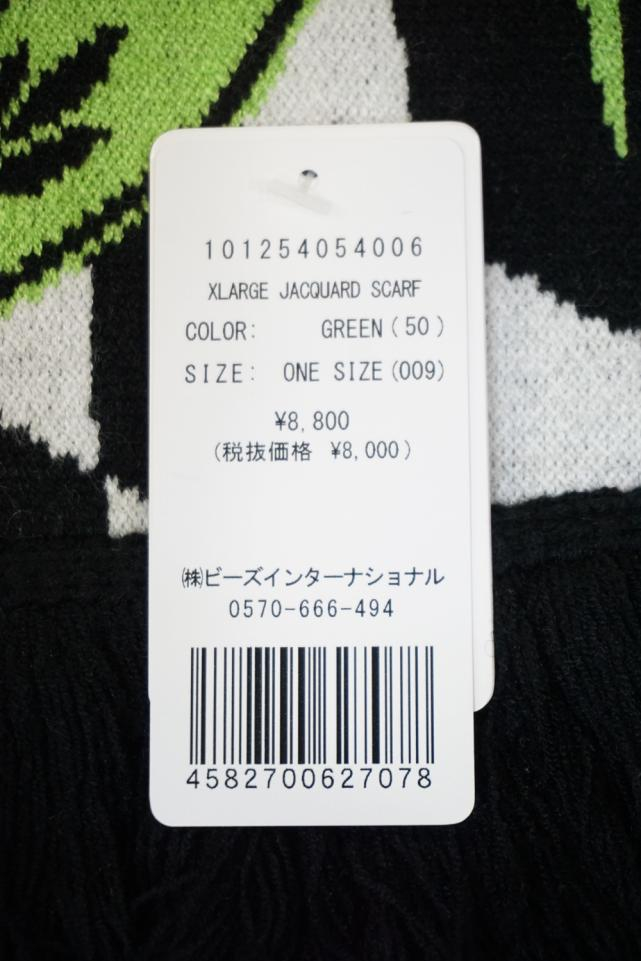 101254054006
XLARGE JACQUARD SCARF
COLOR: GREEN(50)
SIZE: ONE SIZE(009)
¥8,800
(税抜価格 ¥8,000)
㈱ビーズインターナショナル
0570-666-494
4582700627078